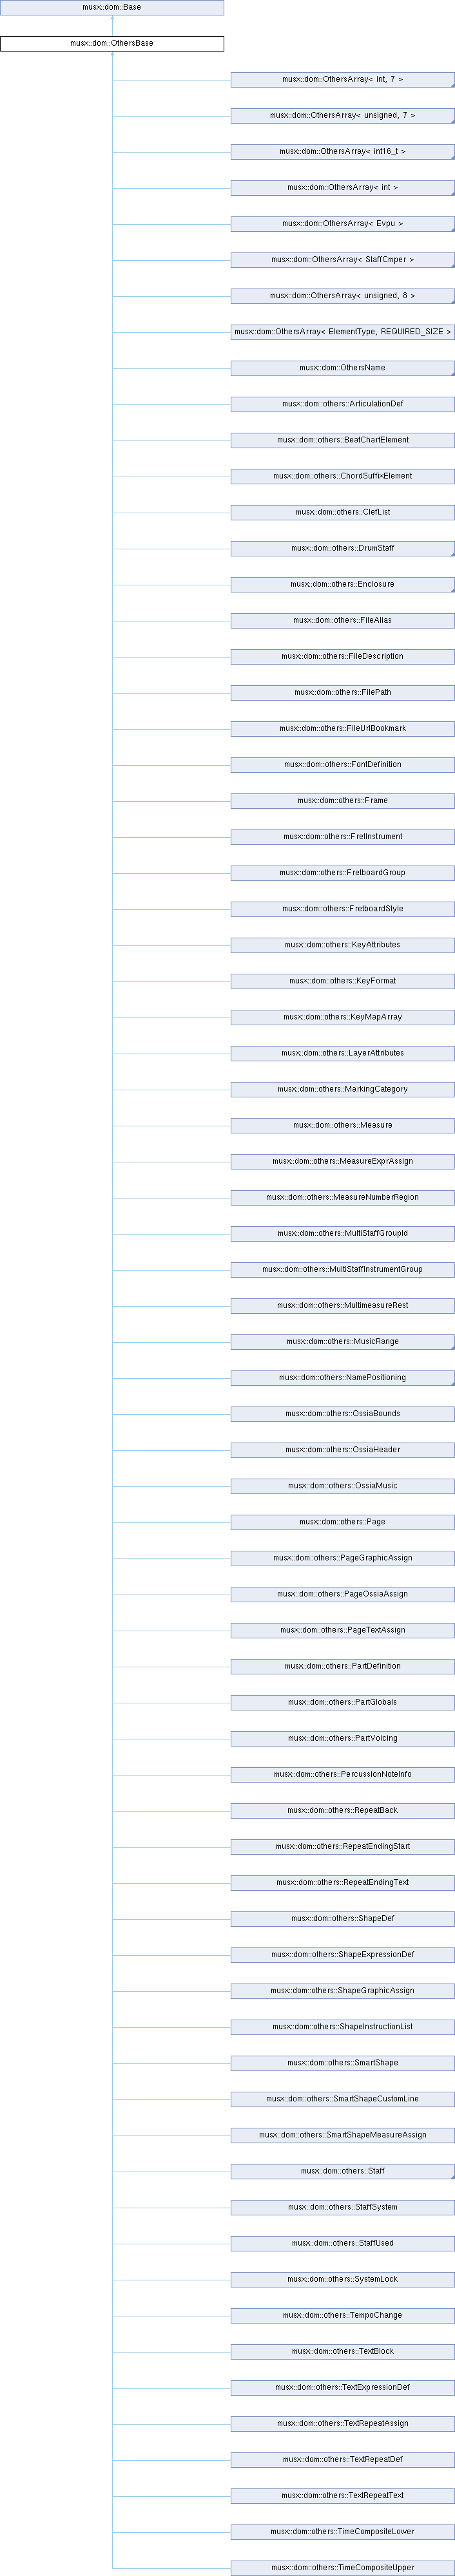 musx::dom::Base
musx::dom::OthersBase
musx::dom::OthersArray< int, 7 >
musx::dom::OthersArray< unsigned, 7 >
musx::dom::OthersArray< int16_t >
musx::dom::OthersArray< int >
musx::dom::OthersArray< Evpu >
musx::dom::OthersArray< StaffCmper >
musx::dom::OthersArray< unsigned, 8 >
musx::dom::OthersArray< ElementType, REQUIRED_SIZE >
musx::dom::OthersName
musx::dom::others::ArticulationDef
musx::dom::others::BeatChartElement
musx::dom::others::ChordSuffixElement
musx::dom::others::ClefList
musx::dom::others::DrumStaff
musx::dom::others::Enclosure
musx::dom::others::FileAlias
musx::dom::others::FileDescription
musx::dom::others::FilePath
musx::dom::others::FileUrlBookmark
musx::dom::others::FontDefinition
musx::dom::others::Frame
musx::dom::others::FretInstrument
musx::dom::others::FretboardGroup
musx::dom::others::FretboardStyle
musx::dom::others::KeyAttributes
musx::dom::others::KeyFormat
musx::dom::others::KeyMapArray
musx::dom::others::LayerAttributes
musx::dom::others::MarkingCategory
musx::dom::others::Measure
musx::dom::others::MeasureExprAssign
musx::dom::others::MeasureNumberRegion
musx::dom::others::MultiStaffGroupId
musx::dom::others::MultiStaffInstrumentGroup
musx::dom::others::MultimeasureRest
musx::dom::others::MusicRange
musx::dom::others::NamePositioning
musx::dom::others::OssiaBounds
musx::dom::others::OssiaHeader
musx::dom::others::OssiaMusic
musx::dom::others::Page
musx::dom::others::PageGraphicAssign
musx::dom::others::PageOssiaAssign
musx::dom::others::PageTextAssign
musx::dom::others::PartDefinition
musx::dom::others::PartGlobals
musx::dom::others::PartVoicing
musx::dom::others::PercussionNoteInfo
musx::dom::others::RepeatBack
musx::dom::others::RepeatEndingStart
musx::dom::others::RepeatEndingText
musx::dom::others::ShapeDef
musx::dom::others::ShapeExpressionDef
musx::dom::others::ShapeGraphicAssign
musx::dom::others::ShapeInstructionList
musx::dom::others::SmartShape
musx::dom::others::SmartShapeCustomLine
musx::dom::others::SmartShapeMeasureAssign
musx::dom::others::Staff
musx::dom::others::StaffSystem
musx::dom::others::StaffUsed
musx::dom::others::SystemLock
musx::dom::others::TempoChange
musx::dom::others::TextBlock
musx::dom::others::TextExpressionDef
musx::dom::others::TextRepeatAssign
musx::dom::others::TextRepeatDef
musx::dom::others::TextRepeatText
musx::dom::others::TimeCompositeLower
musx::dom::others::TimeCompositeUpper